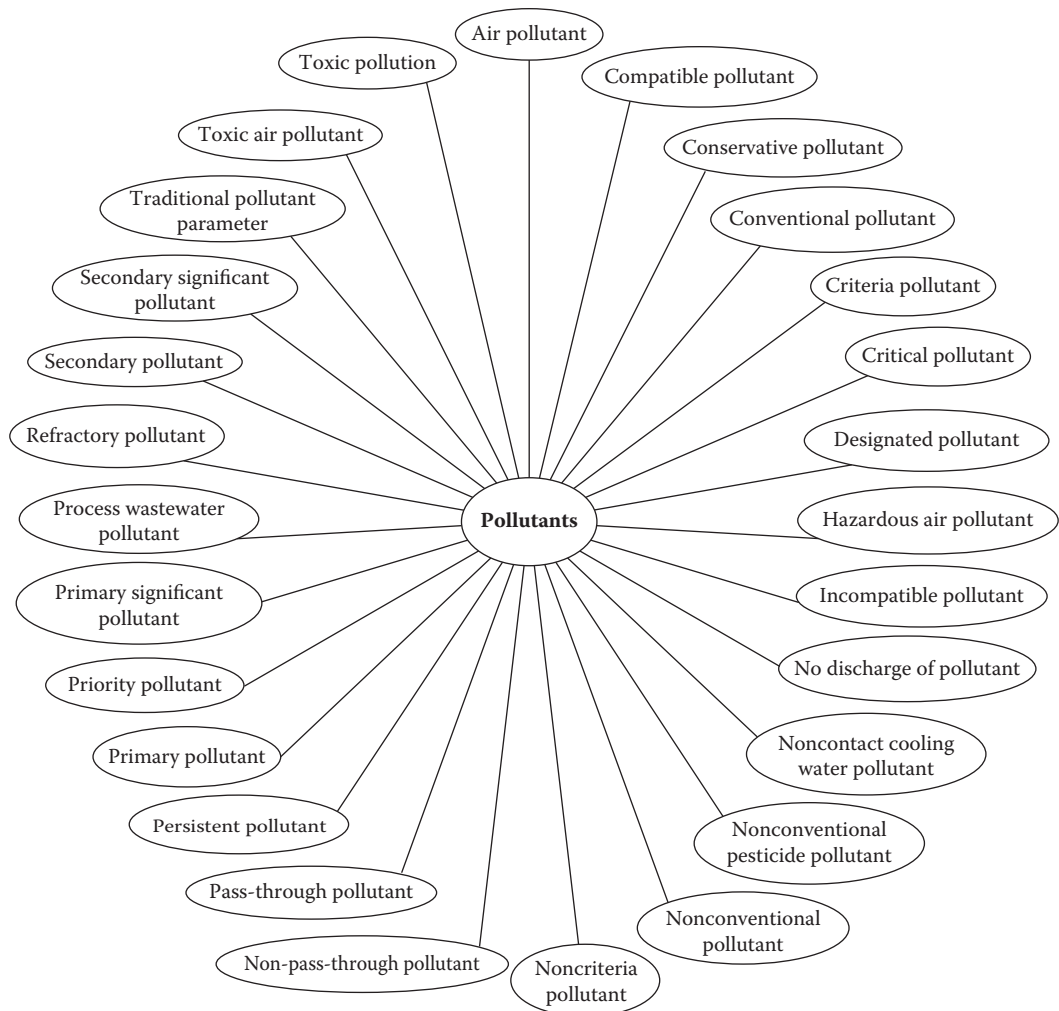 Air pollutant
Compatible pollutant
Conservative pollutant
Conventional pollutant
Criteria pollutant
Critical pollutant
Designated pollutant
Hazardous air pollutant
Incompatible pollutant
No discharge of pollutant
Noncontact cooling
water pollutant
Nonconventional
pesticide pollutant
Nonconventional
pollutant
Noncriteria
pollutant
Non-pass-through pollutant
Pass-through pollutant
Persistent pollutant
Primary pollutant
Priority pollutant
Primary significant
pollutant
Process wastewater
pollutant
Refractory pollutant
Secondary pollutant
Secondary significant
pollutant
Traditional pollutant
parameter
Toxic air pollutant
Toxic pollution
Pollutants